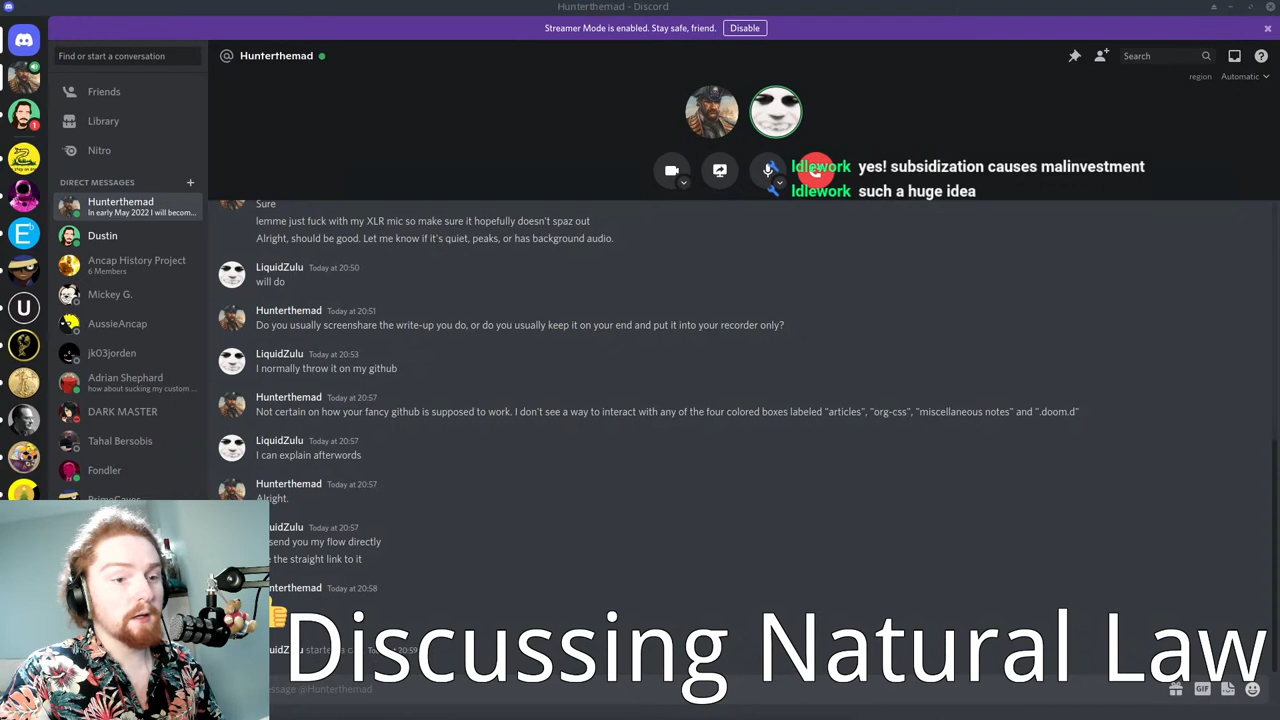 Hunterthemad - Discord
Streamer Mode is enabled. Stay safe, friend. Disable
Find or start a conversation
Hunterthemad
Search
region Automatic
Friends
Library
Nitro
DIRECT MESSAGES
Hunterthemad
In early May 2022 I will becom...
Dustin
Ancap History Project
6 Members
Mickey G.
AussieAncap
jk03jorden
Adrian Shephard
how about sucking my custom ...
DARK MASTER
Tahal Bersobis
Fondler
ldlework yes! subsidization causes malinvestment
ldlework such a huge idea
Sure
lemme just fuck with my XLR mic so make sure it hopefully doesn't spaz out
Alright, should be good. Let me know if it's quiet, peaks, or has background audio.
LiquidZulu Today at 20:50
will do
Hunterthemad Today at 20:51
Do you usually screenshare the write-up you do, or do you usually keep it on your end and put it into your recorder only?
LiquidZulu Today at 20:53
I normally throw it on my github
Hunterthemad Today at 20:57
Not certain on how your fancy github is supposed to work. I don't see a way to interact with any of the four colored boxes labeled "articles", "org-css", "miscellaneous notes" and ".doom.d"
LiquidZulu Today at 20:57
I can explain afterwords
Hunterthemad Today at 20:57
Alright.
uidZulu Today at 20:57
send you my flow directly
the straight link to it
nterthemad Today at 20:58
Discussing Natural Law
message @Hunterthemad
GIF
1
U
E